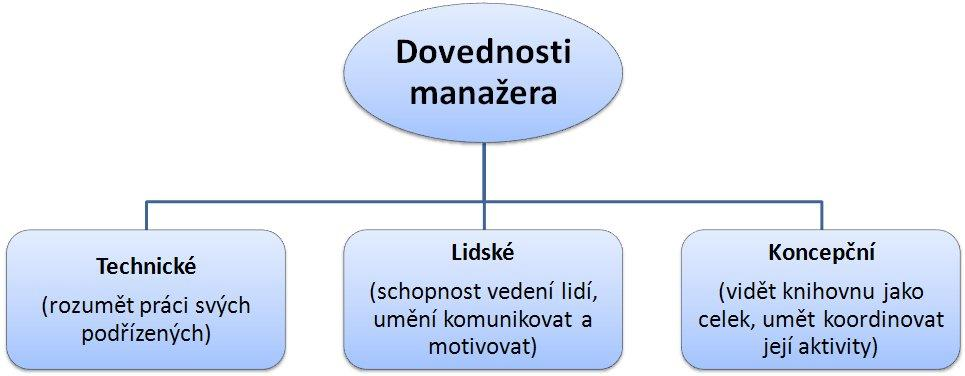 Dovednosti
manažera
Technické
(rozumět práci svých
podřízených)
Lidské
(schopnost vedení lidí,
umění komunikovat a
motivovat)
Koncepční
(vidět knihovnu jako
celek, umět koordinovat
její aktivity)